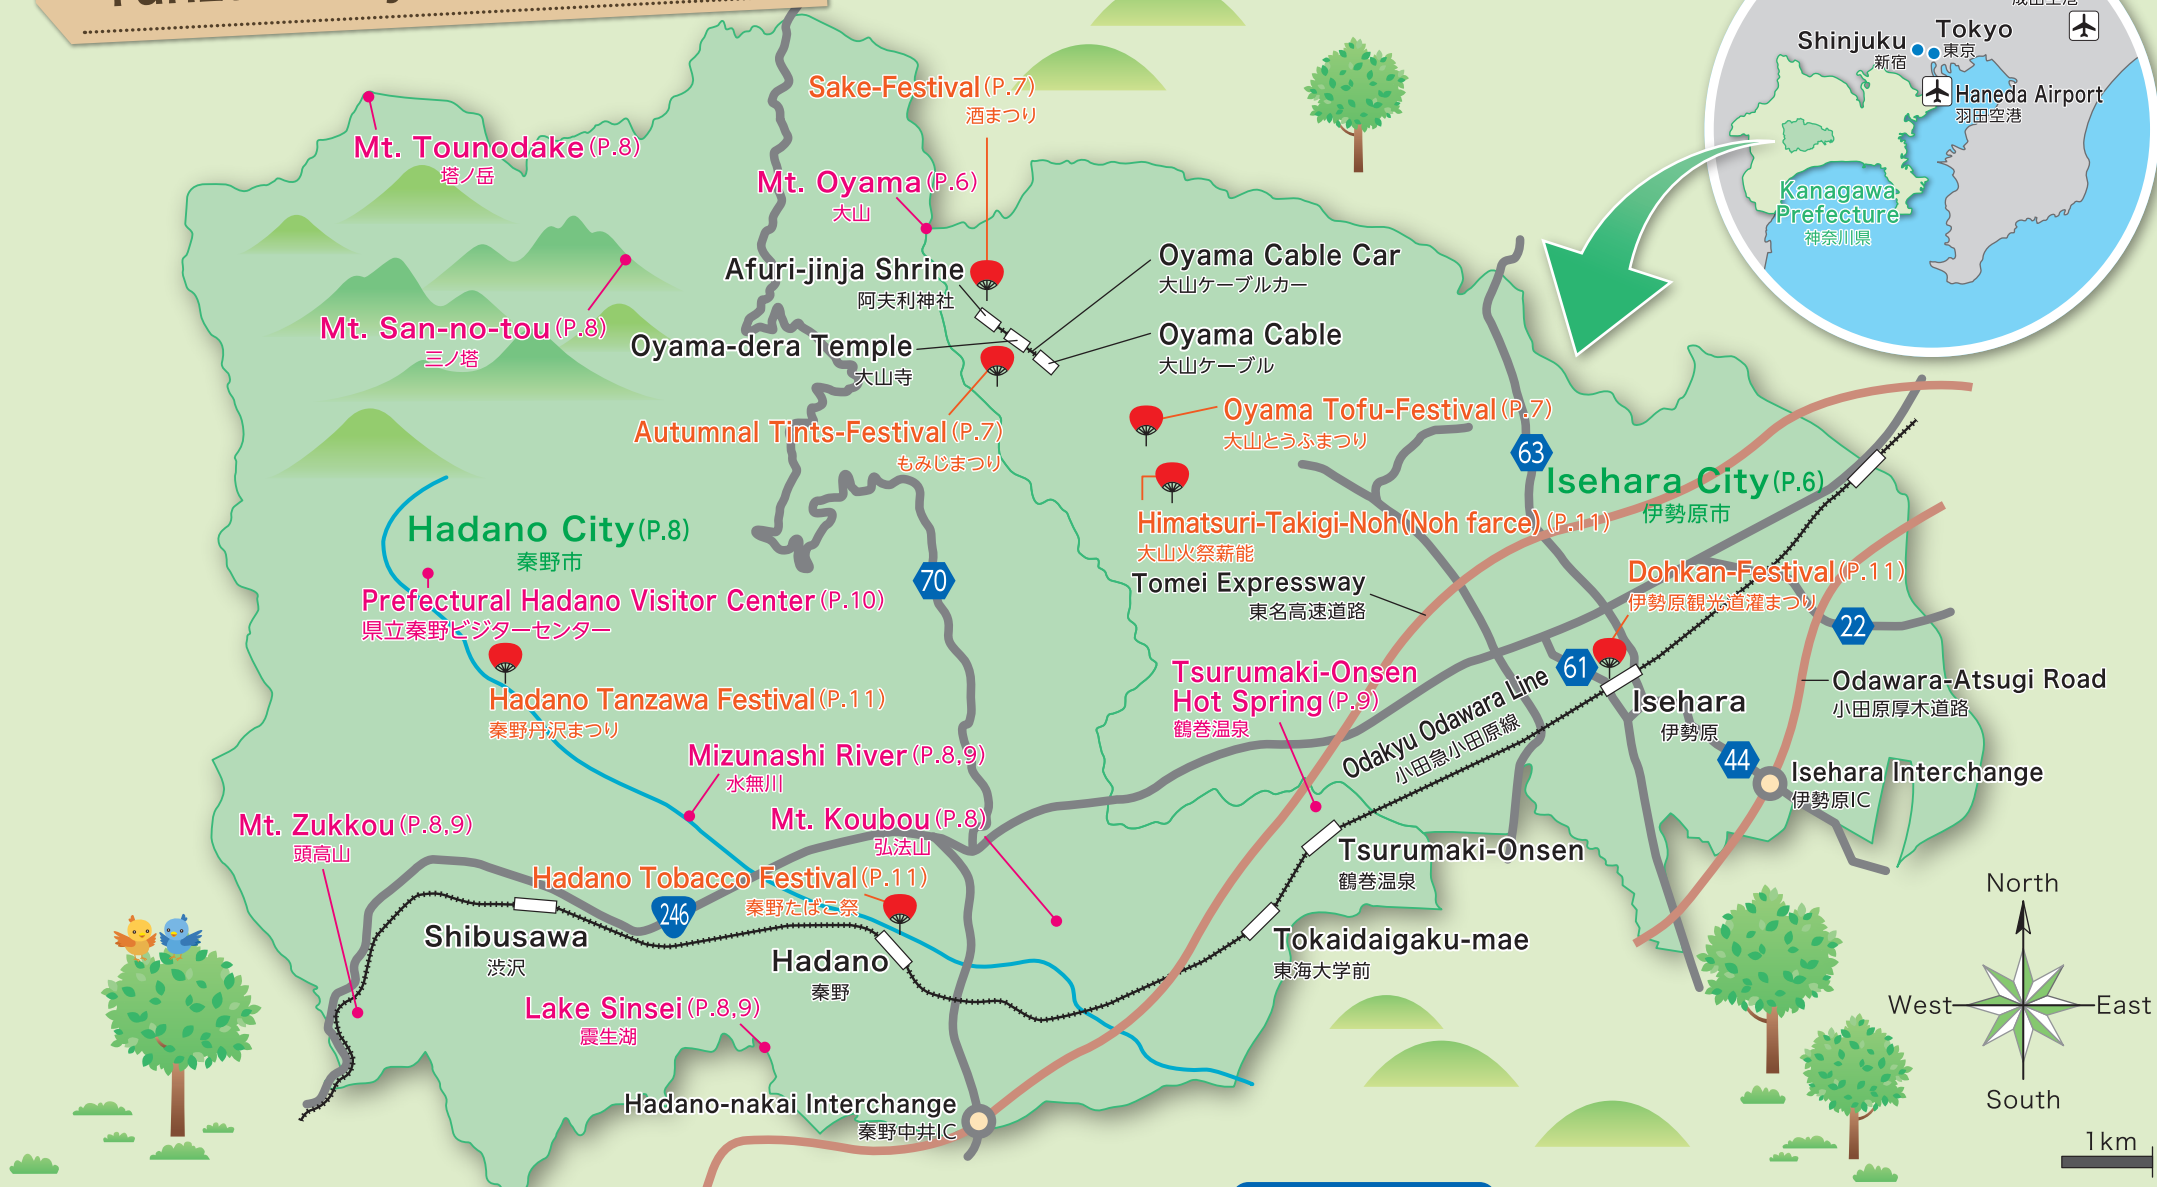 成田空港
Shinjuku
新宿
Tokyo
東京
Haneda Airport
羽田空港
Kanagawa
Prefecture
神奈川県
Sake-Festival(P.7)
酒まつり
Mt. Tounodake(P.8)
塔ノ岳
Mt. Oyama(P.6)
大山
Afuri-jinja Shrine
阿夫利神社
Oyama Cable Car
大山ケーブルカー
Mt. San-no-tou(P.8)
三ノ塔
Oyama-dera Temple
大山寺
Oyama Cable
大山ケーブル
Autumnal Tints-Festival(P.7)
もみじまつり
Oyama Tofu-Festival(P.7)
大山とうふまつり
63
Isehara City(P.6)
伊勢原市
Hadano City(P.8)
秦野市
Himatsuri-Takigi-Noh(Noh farce)(P.11)
大山火祭薪能
70
Tomei Expressway
東名高速道路
Dohkan-Festival(P.11)
伊勢原観光道灌まつり
Prefectural Hadano Visitor Center(P.10)
県立秦野ビジターセンター
22
61
Hadano Tanzawa Festival(P.11)
秦野丹沢まつり
Tsurumaki-Onsen
Hot Spring(P.9)
鶴巻温泉
Odakyu Odawara Line
小田急小田原線
Isehara
伊勢原
Odawara-Atsugi Road
小田原厚木道路
Mizunashi River(P.8,9)
水無川
44
Isehara Interchange
伊勢原IC
Mt. Zukkou(P.8,9)
頭高山
Mt. Koubou(P.8)
弘法山
Tsurumaki-Onsen
鶴巻温泉
Hadano Tobacco Festival(P.11)
秦野たばこ祭
246
Shibusawa
渋沢
Hadano
秦野
Tokaidaigaku-mae
東海大学前
Lake Sinsei(P.8,9)
震生湖
Hadano-nakai Interchange
秦野中井IC
North
West
East
South
1km